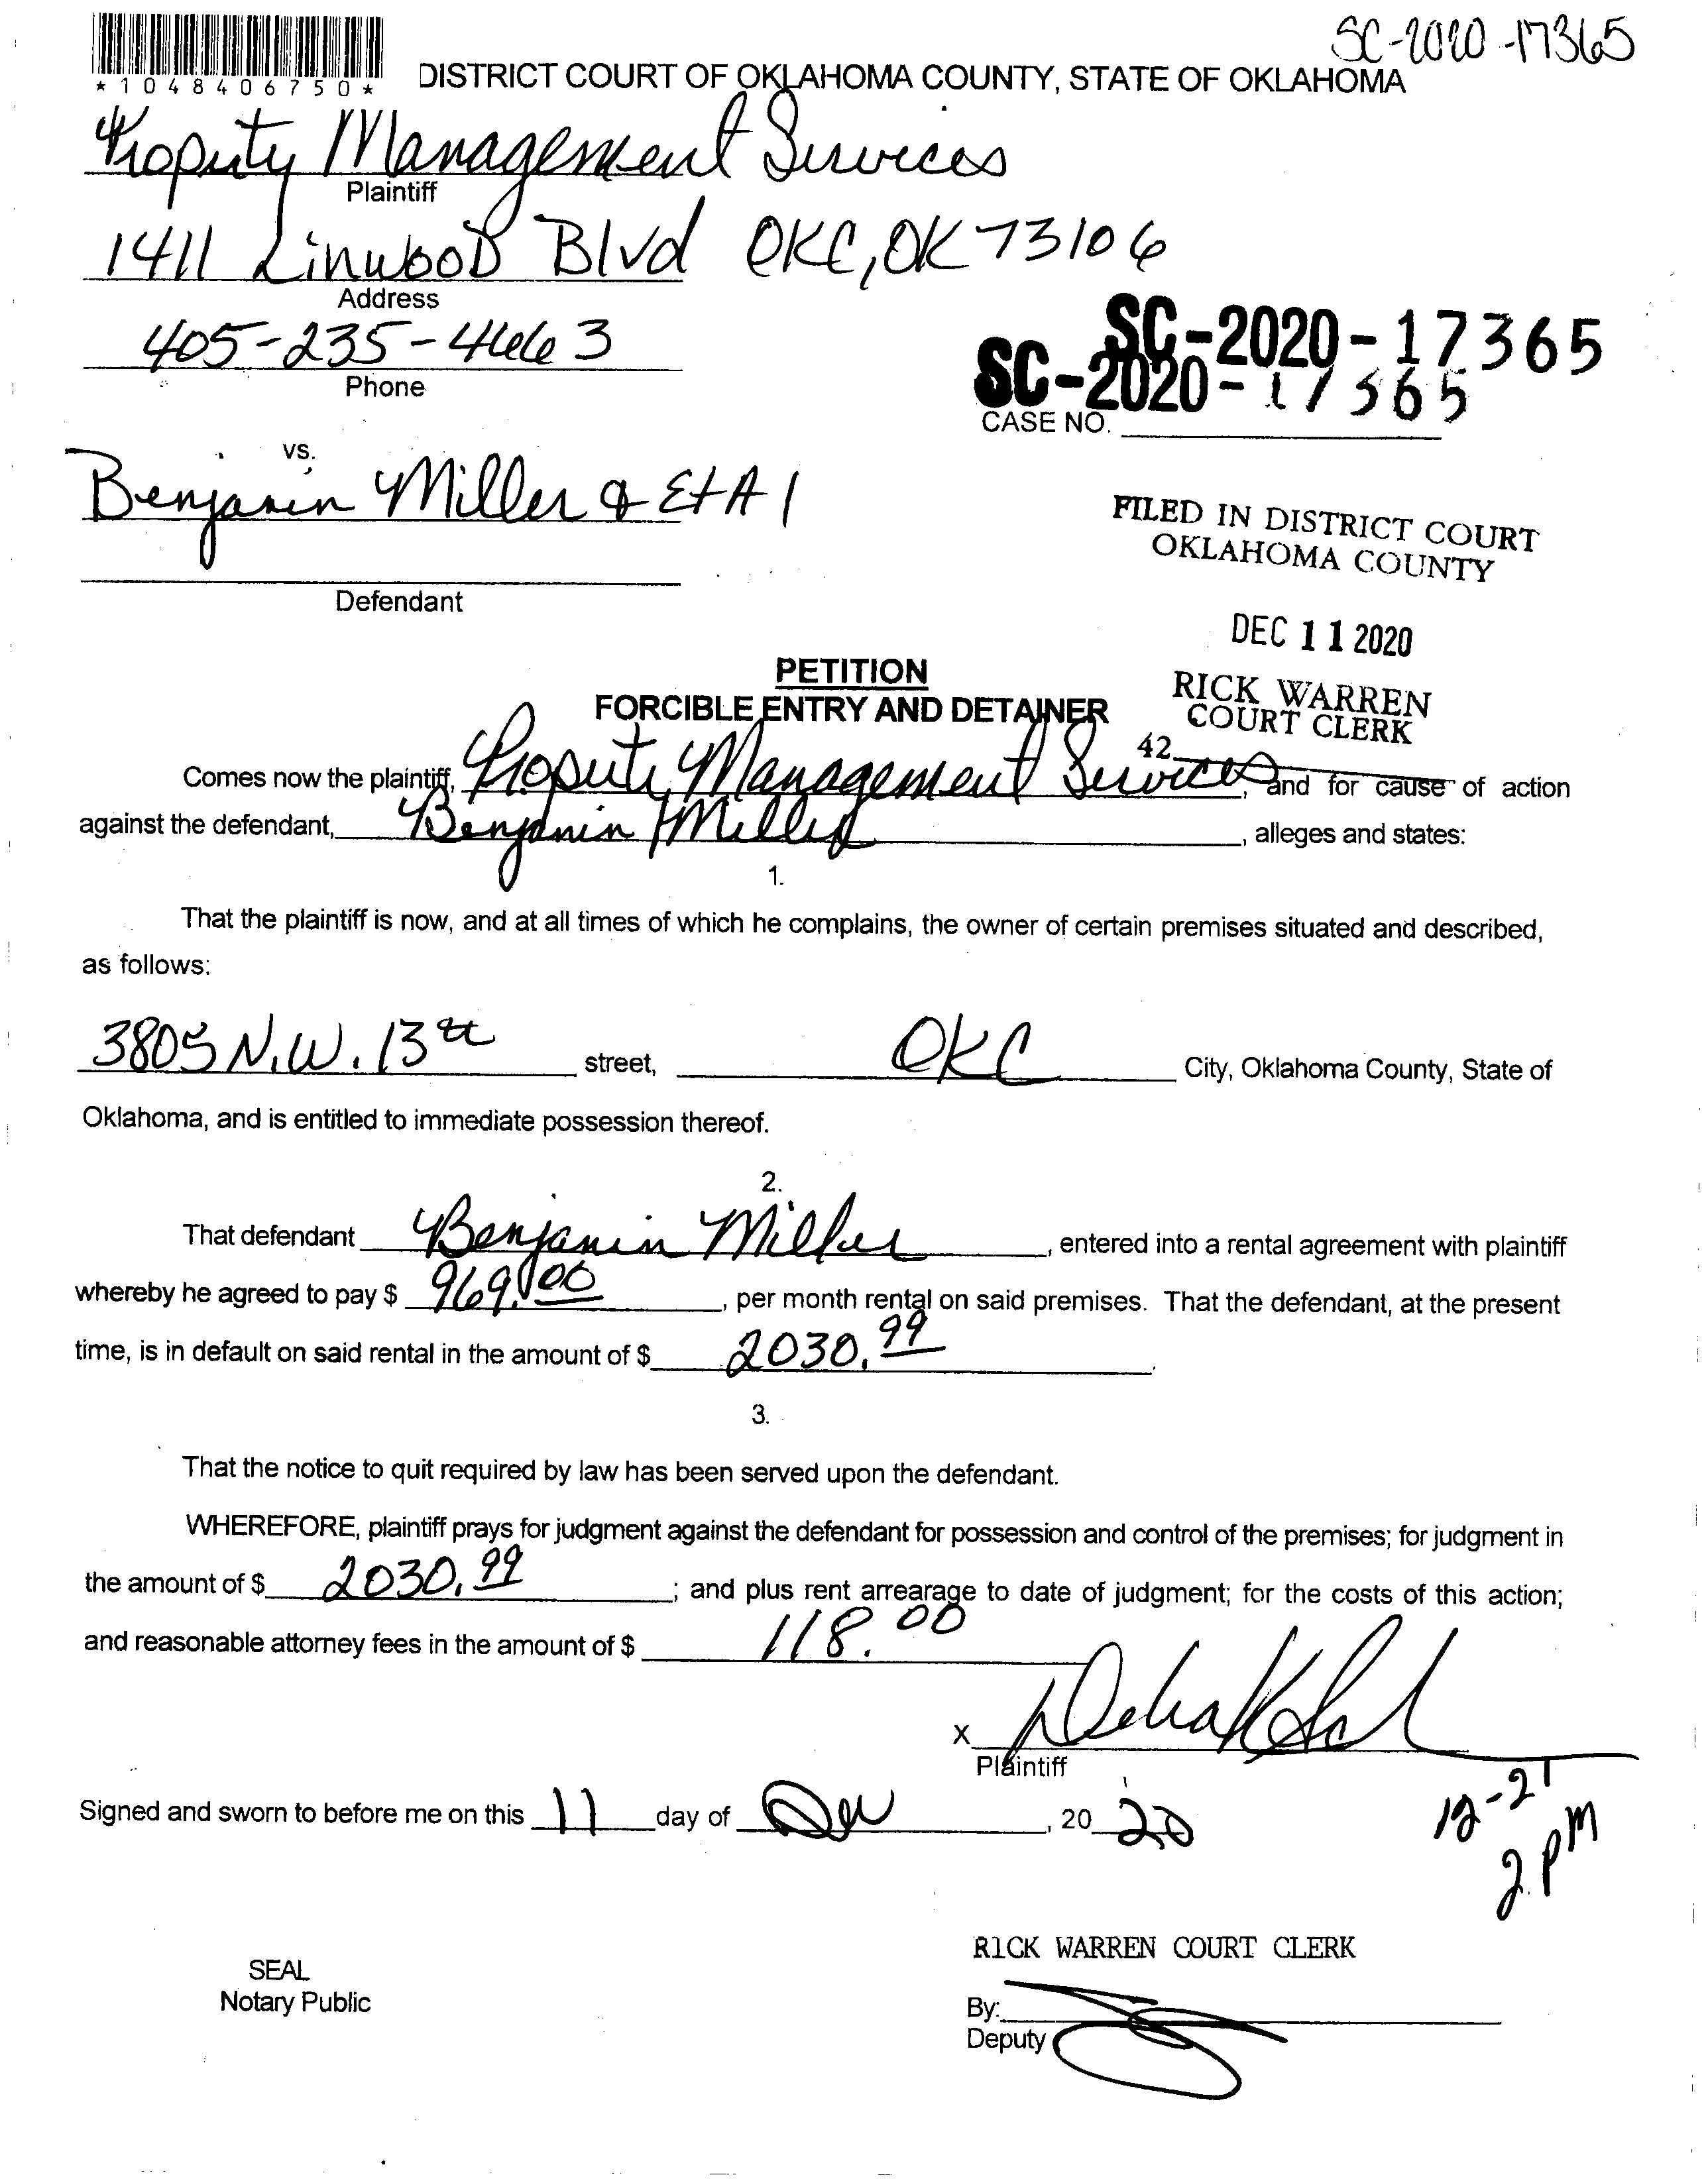 SC-2020-17365
*1048406750*
DISTRICT COURT OF OKLAHOMA COUNTY, STATE OF OKLAHOMA
Property Management Services
Plaintiff
1411 Linwood Blvd OKC, OK 73106
Address
405-235-4663
Phone
SC-2020-17365
SC-2020-17365
CASE NO.
vs.
Benjamin Miller & Et Al
Defendant
FILED IN DISTRICT COURT
OKLAHOMA COUNTY
DEC 11 2020
RICK WARREN
COURT CLERK
42
PETITION
FORCIBLE ENTRY AND DETAINER
Comes now the plaintiff, Property Management Services, and for cause of action
against the defendant, Benjamin Miller, alleges and states:
1.
That the plaintiff is now, and at all times of which he complains, the owner of certain premises situated and described,
as follows:
3805 N.W. 13th street, OKC City, Oklahoma County, State of
Oklahoma, and is entitled to immediate possession thereof.
2.
That defendant Benjamin Miller, entered into a rental agreement with plaintiff
whereby he agreed to pay $ 969.00, per month rental on said premises. That the defendant, at the present
time, is in default on said rental in the amount of $ 2030.99.
3.
That the notice to quit required by law has been served upon the defendant.
WHEREFORE, plaintiff prays for judgment against the defendant for possession and control of the premises; for judgment in
the amount of $ 2030.99; and plus rent arrearage to date of judgment; for the costs of this action;
and reasonable attorney fees in the amount of $ 118.00
X
Plaintiff
Signed and sworn to before me on this 11 day of Dec, 2020
12-21
2 pm
RICK WARREN COURT CLERK
SEAL
Notary Public
By:
Deputy